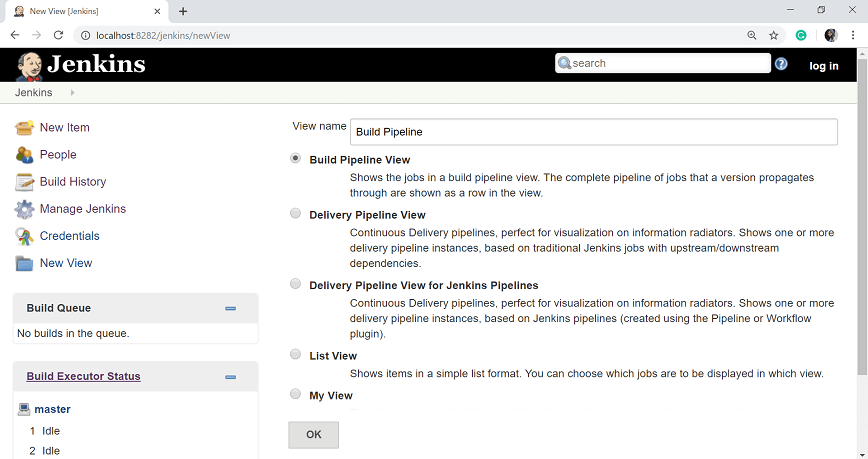 New View [Jenkins]
localhost:8282/jenkins/newView
Jenkins
search
log in
Jenkins
New Item
People
Build History
Manage Jenkins
Credentials
New View
Build Queue
No builds in the queue.
Build Executor Status
master
1 Idle
2 Idle
View name
Build Pipeline
Build Pipeline View
Shows the jobs in a build pipeline view. The complete pipeline of jobs that a version propagates
through are shown as a row in the view.
Delivery Pipeline View
Continuous Delivery pipelines, perfect for visualization on information radiators. Shows one or more
delivery pipeline instances, based on traditional Jenkins jobs with upstream/downstream
dependencies.
Delivery Pipeline View for Jenkins Pipelines
Continuous Delivery pipelines, perfect for visualization on information radiators. Shows one or more
delivery pipeline instances, based on Jenkins pipelines (created using the Pipeline or Workflow
plugin).
List View
Shows items in a simple list format. You can choose which jobs are to be displayed in which view.
My View
OK